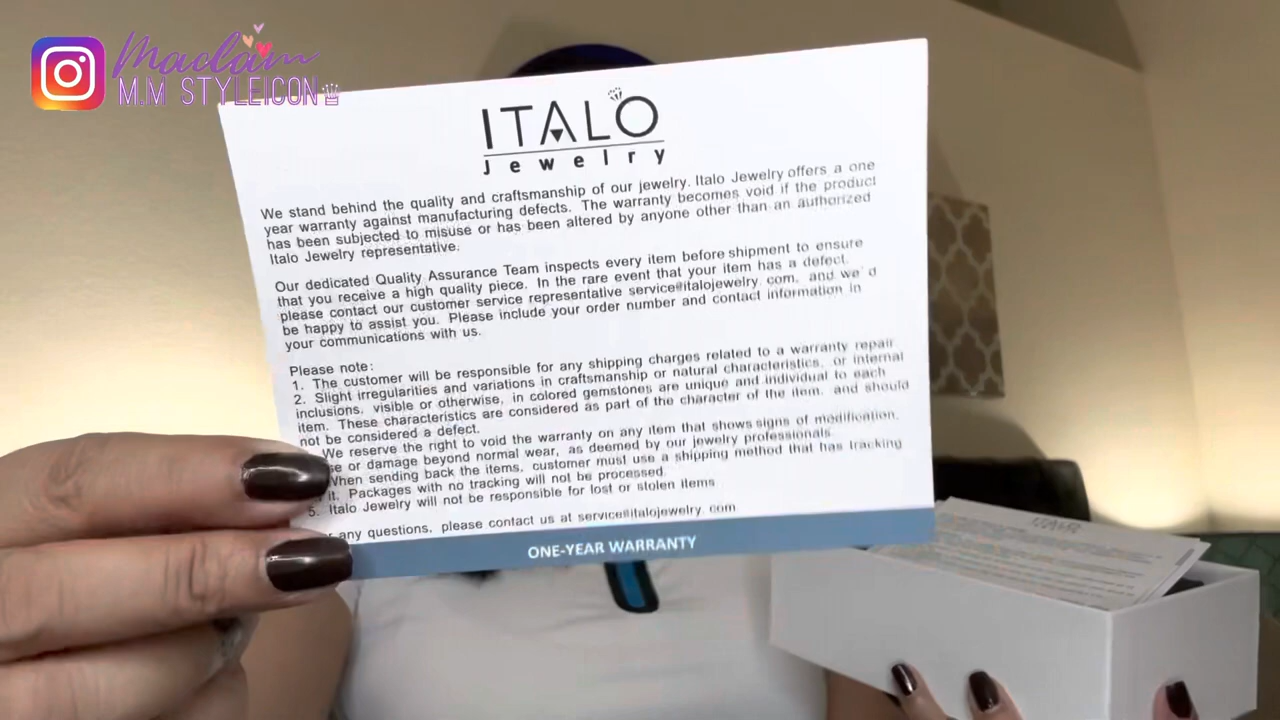 Madam
M.M STYLEICON
ITALO
Jewelry
We stand behind the quality and craftsmanship of our jewelry. Italo Jewelry offers a one
year warranty against manufacturing defects. The warranty becomes void if the product
has been subjected to misuse or has been altered by anyone other than an authorized
Italo Jewelry representative.
Our dedicated Quality Assurance Team inspects every item before shipment to ensure
that you receive a high quality piece. In the rare event that your item has a defect,
please contact our customer service representative service@italojewelry.com, and we'd
be happy to assist you. Please include your order number and contact information in
your communications with us.
Please note:
1. The customer will be responsible for any shipping charges related to a warranty repair
2. Slight irregularities and variations in craftsmanship or natural characteristics, or internal
inclusions, visible or otherwise, in colored gemstones are unique and individual to each
item. These characteristics are considered as part of the character of the item, and should
not be considered a defect.
We reserve the right to void the warranty on any item that shows signs of modification,
or damage beyond normal wear, as deemed by our jewelry professionals
When sending back the items, customer must use a shipping method that has tracking
it. Packages with no tracking will not be processed
5. Italo Jewelry will not be responsible for lost or stolen items
any questions, please contact us at service@italojewelry.com
ONE-YEAR WARRANTY